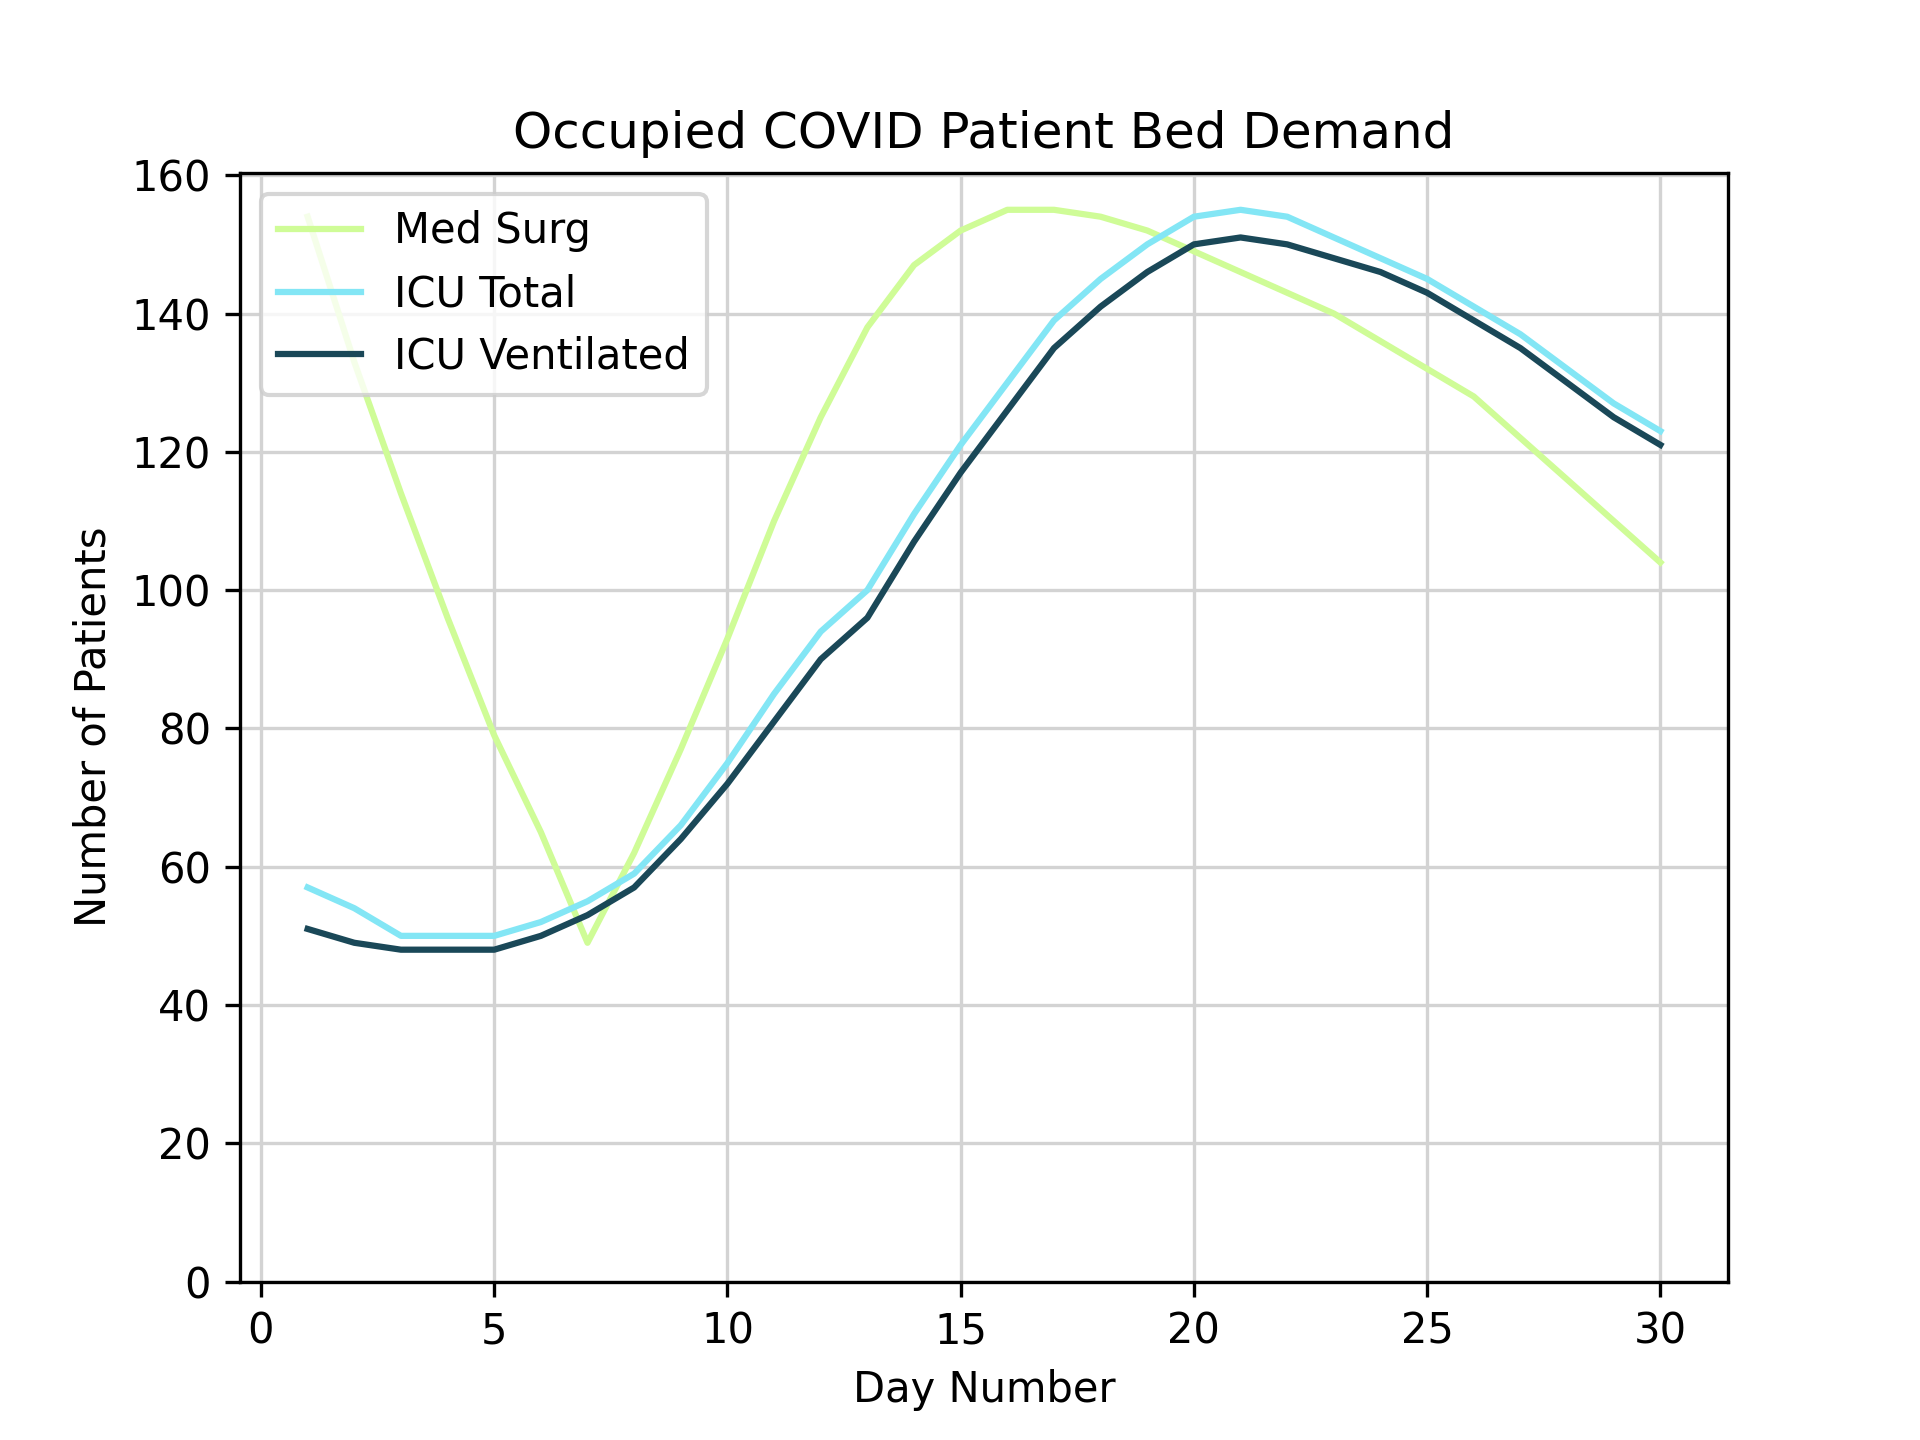 Occupied COVID Patient Bed Demand
Med Surg
ICU Total
ICU Ventilated
Number of Patients
160
140
120
100
80
60
40
20
0
0 5 10 15 20 25 30
Day Number